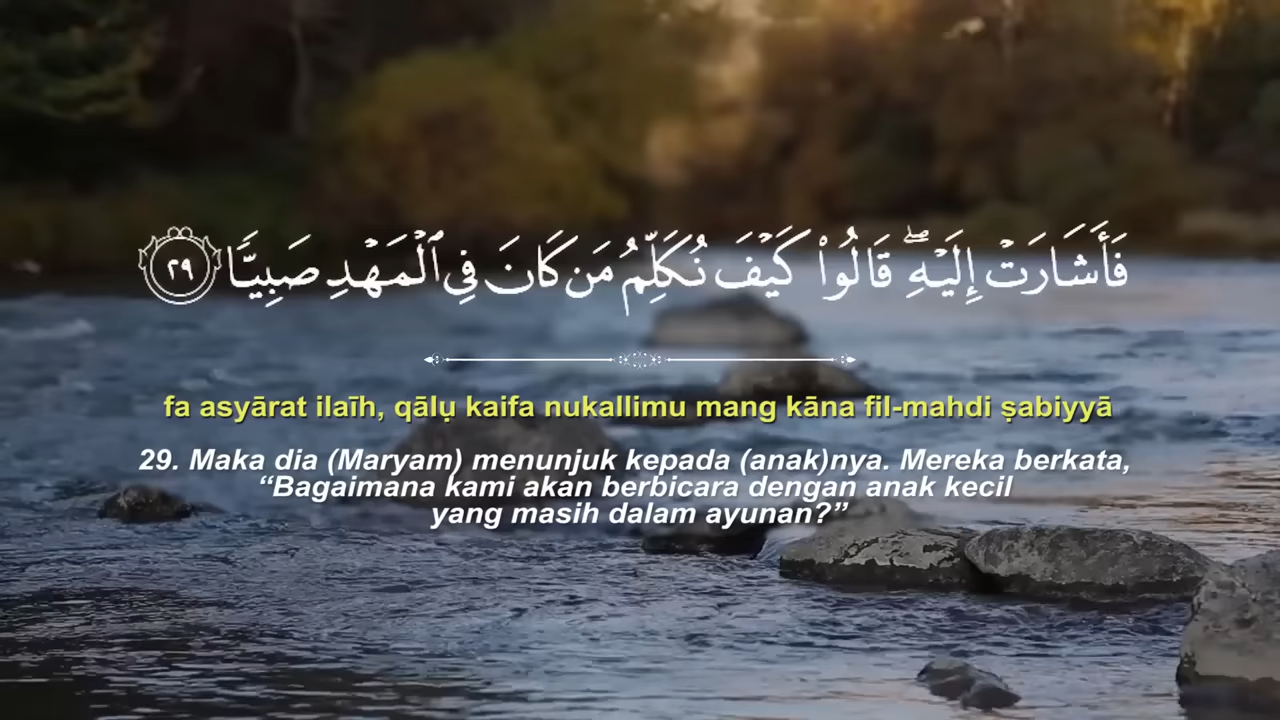 فَأَشَارَتْ إِلَيْهِۖ قَالُوا۟ كَيْفَ نُكَلِّمُ مَن كَانَ فِي ٱلْمَهْدِ صَبِيًّا ٢٩
fa asyārat ilaīh, qālụ kaifa nukallimu mang kāna fil-mahdi ṣabiyyā
29. Maka dia (Maryam) menunjuk kepada (anak)nya. Mereka berkata,
“Bagaimana kami akan berbicara dengan anak kecil
yang masih dalam ayunan?”